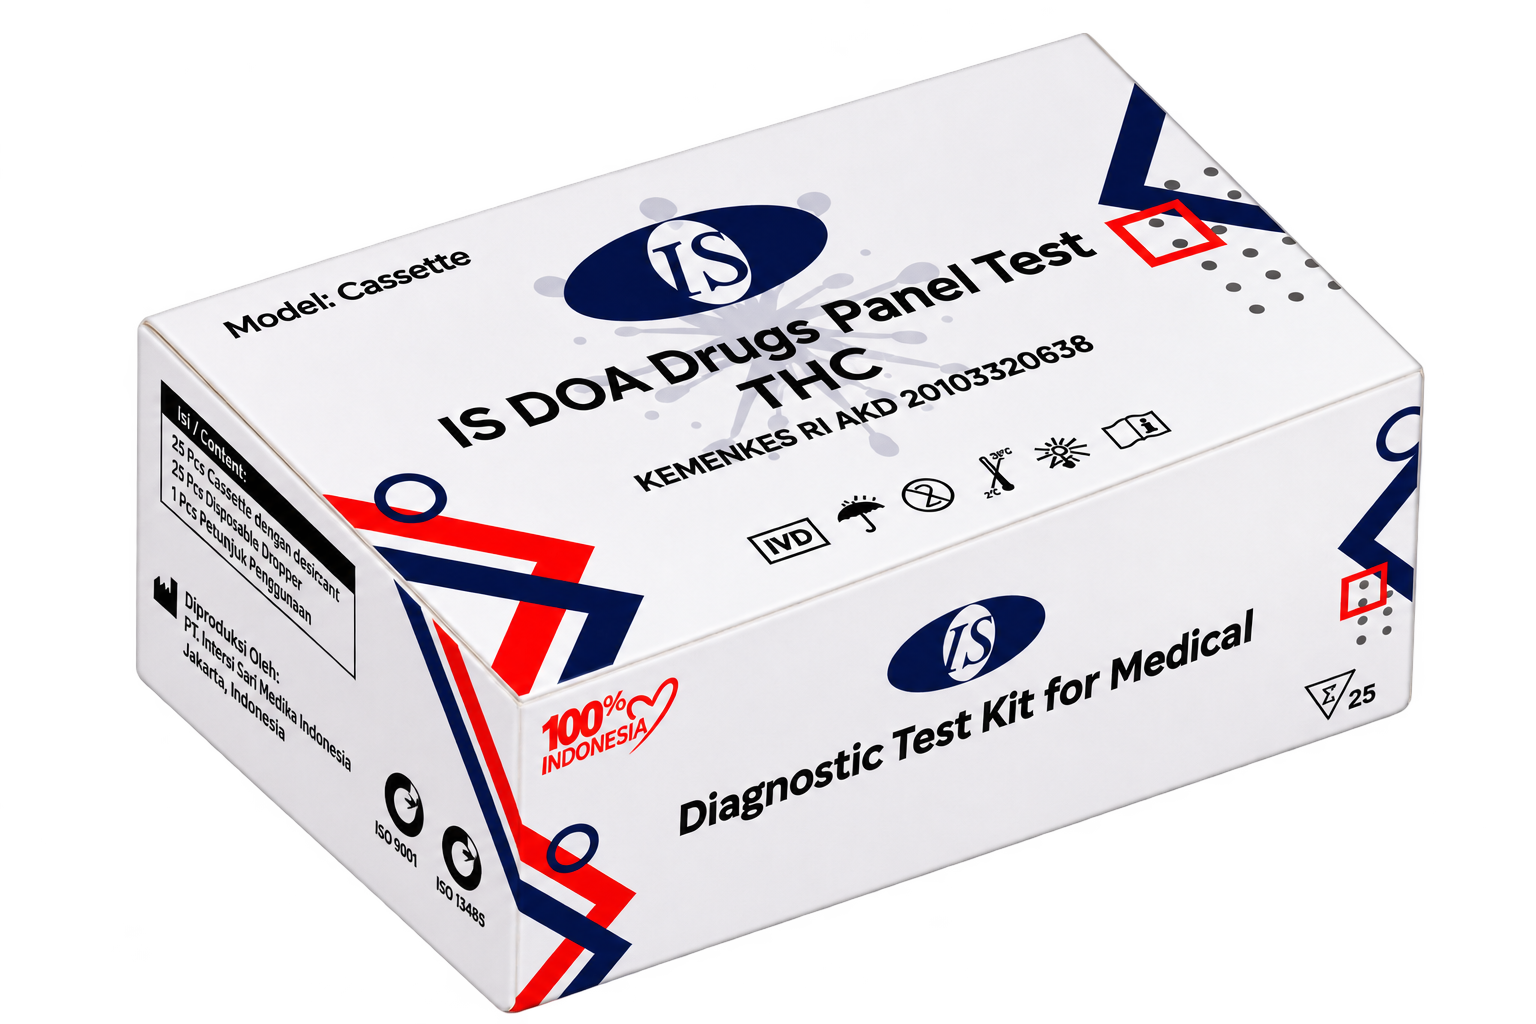 Model: Cassette
IS
IS DOA Drugs Panel Test
THC
KEMENKES RI AKD 20103320638
IVD
2°C
30°C
i
Isi / Content:
25 Pcs Cassette dengan desiccant
25 Pcs Disposable Dropper
1 Pcs Petunjuk Penggunaan
Diproduksi Oleh:
PT. Intersi Sari Medika Indonesia
Jakarta, Indonesia
Indonesia
ISO 9001
ISO 13485
100%
INDONESIA
IS
Diagnostic Test Kit for Medical
Σ 25